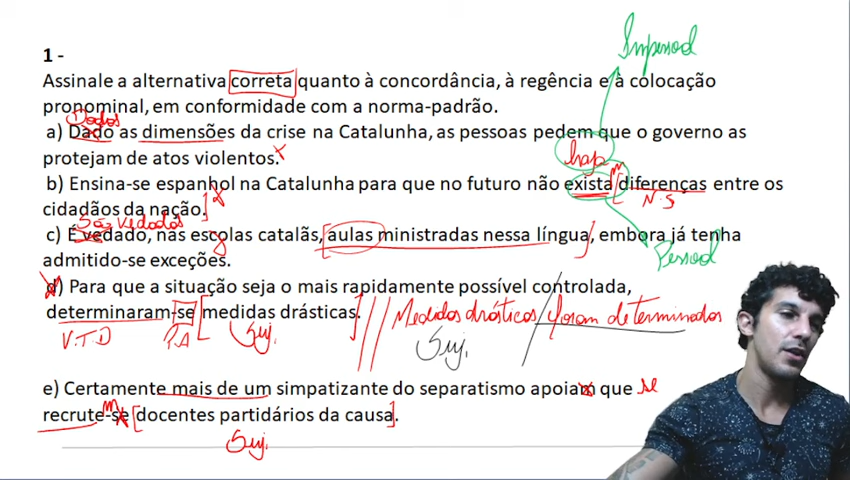 1 -
Impessoal
Assinale a alternativa correta quanto à concordância, à regência e à colocação
pronominal, em conformidade com a norma-padrão.
Dados
a) Dado as dimensões da crise na Catalunha, as pessoas pedem que o governo as
protejam de atos violentos. x
haja
m
b) Ensina-se espanhol na Catalunha para que no futuro não exista diferenças entre os
N.S
cidadãos da nação.
São vedados
c) É vedado, nas escolas catalãs, aulas ministradas nessa língua, embora já tenha
Pessoal
admitido-se exceções.
d) Para que a situação seja o mais rapidamente possível controlada,
determinaram-se medidas drásticas. Medidas drásticas foram determinadas
V.T.D P.A Suj. Suj.
e) Certamente mais de um simpatizante do separatismo apoiam que se
m
recrute-se docentes partidários da causa.
Suj.